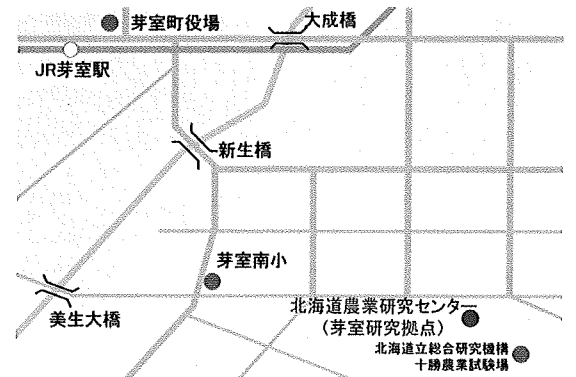 芽室町役場
大成橋
JR芽室駅
新生橋
芽室南小
美生大橋
北海道農業研究センター
(芽室研究拠点)
北海道立総合研究機構
十勝農業試験場